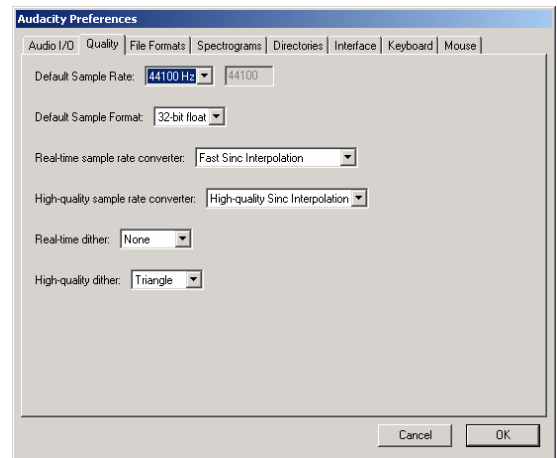 Audacity Preferences
Audio I/O Quality File Formats Spectrograms Directories Interface Keyboard Mouse
Default Sample Rate: 44100 Hz 44100
Default Sample Format: 32-bit float
Real-time sample rate converter: Fast Sinc Interpolation
High-quality sample rate converter: High-quality Sinc Interpolation
Real-time dither: None
High-quality dither: Triangle
Cancel OK